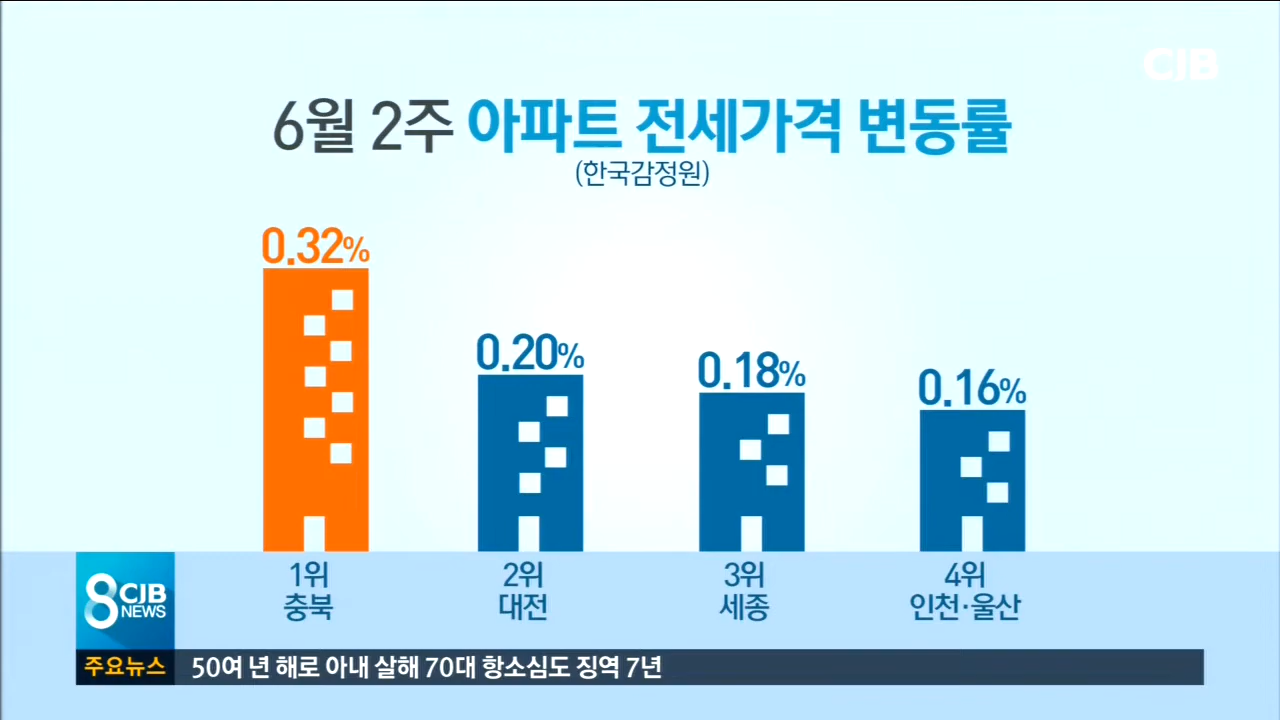 CJB
6월 2주 아파트 전세가격 변동률
(한국감정원)
0.32%
0.20%
0.18%
0.16%
1위
충북
2위
대전
3위
세종
4위
인천·울산
8 CJB
NEWS
주요뉴스 50여 년 해로 아내 살해 70대 항소심도 징역 7년